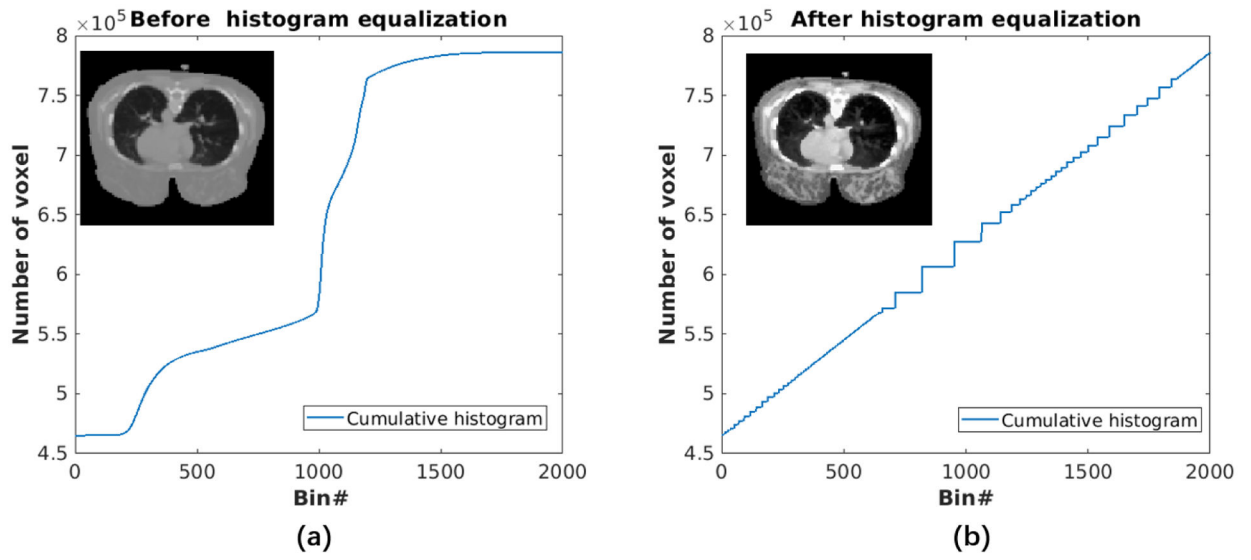 ×10⁵ Before  histogram equalization
8
7.5
7
6.5
6
5.5
5
4.5
Number of voxel
Cumulative histogram
0 500 1000 1500 2000
Bin#
(a)
×10⁵ After histogram equalization
8
7.5
7
6.5
6
5.5
5
4.5
Number of voxel
Cumulative histogram
0 500 1000 1500 2000
Bin#
(b)